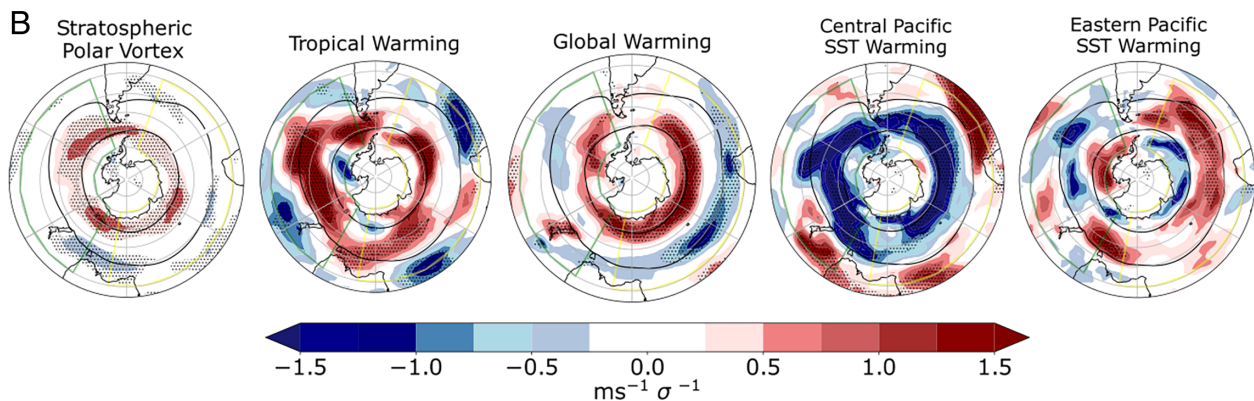 B
Stratospheric
Polar Vortex
Tropical Warming
Global Warming
Central Pacific
SST Warming
Eastern Pacific
SST Warming
−1.5 −1.0 −0.5 0.0 0.5 1.0 1.5
ms⁻¹ σ⁻¹